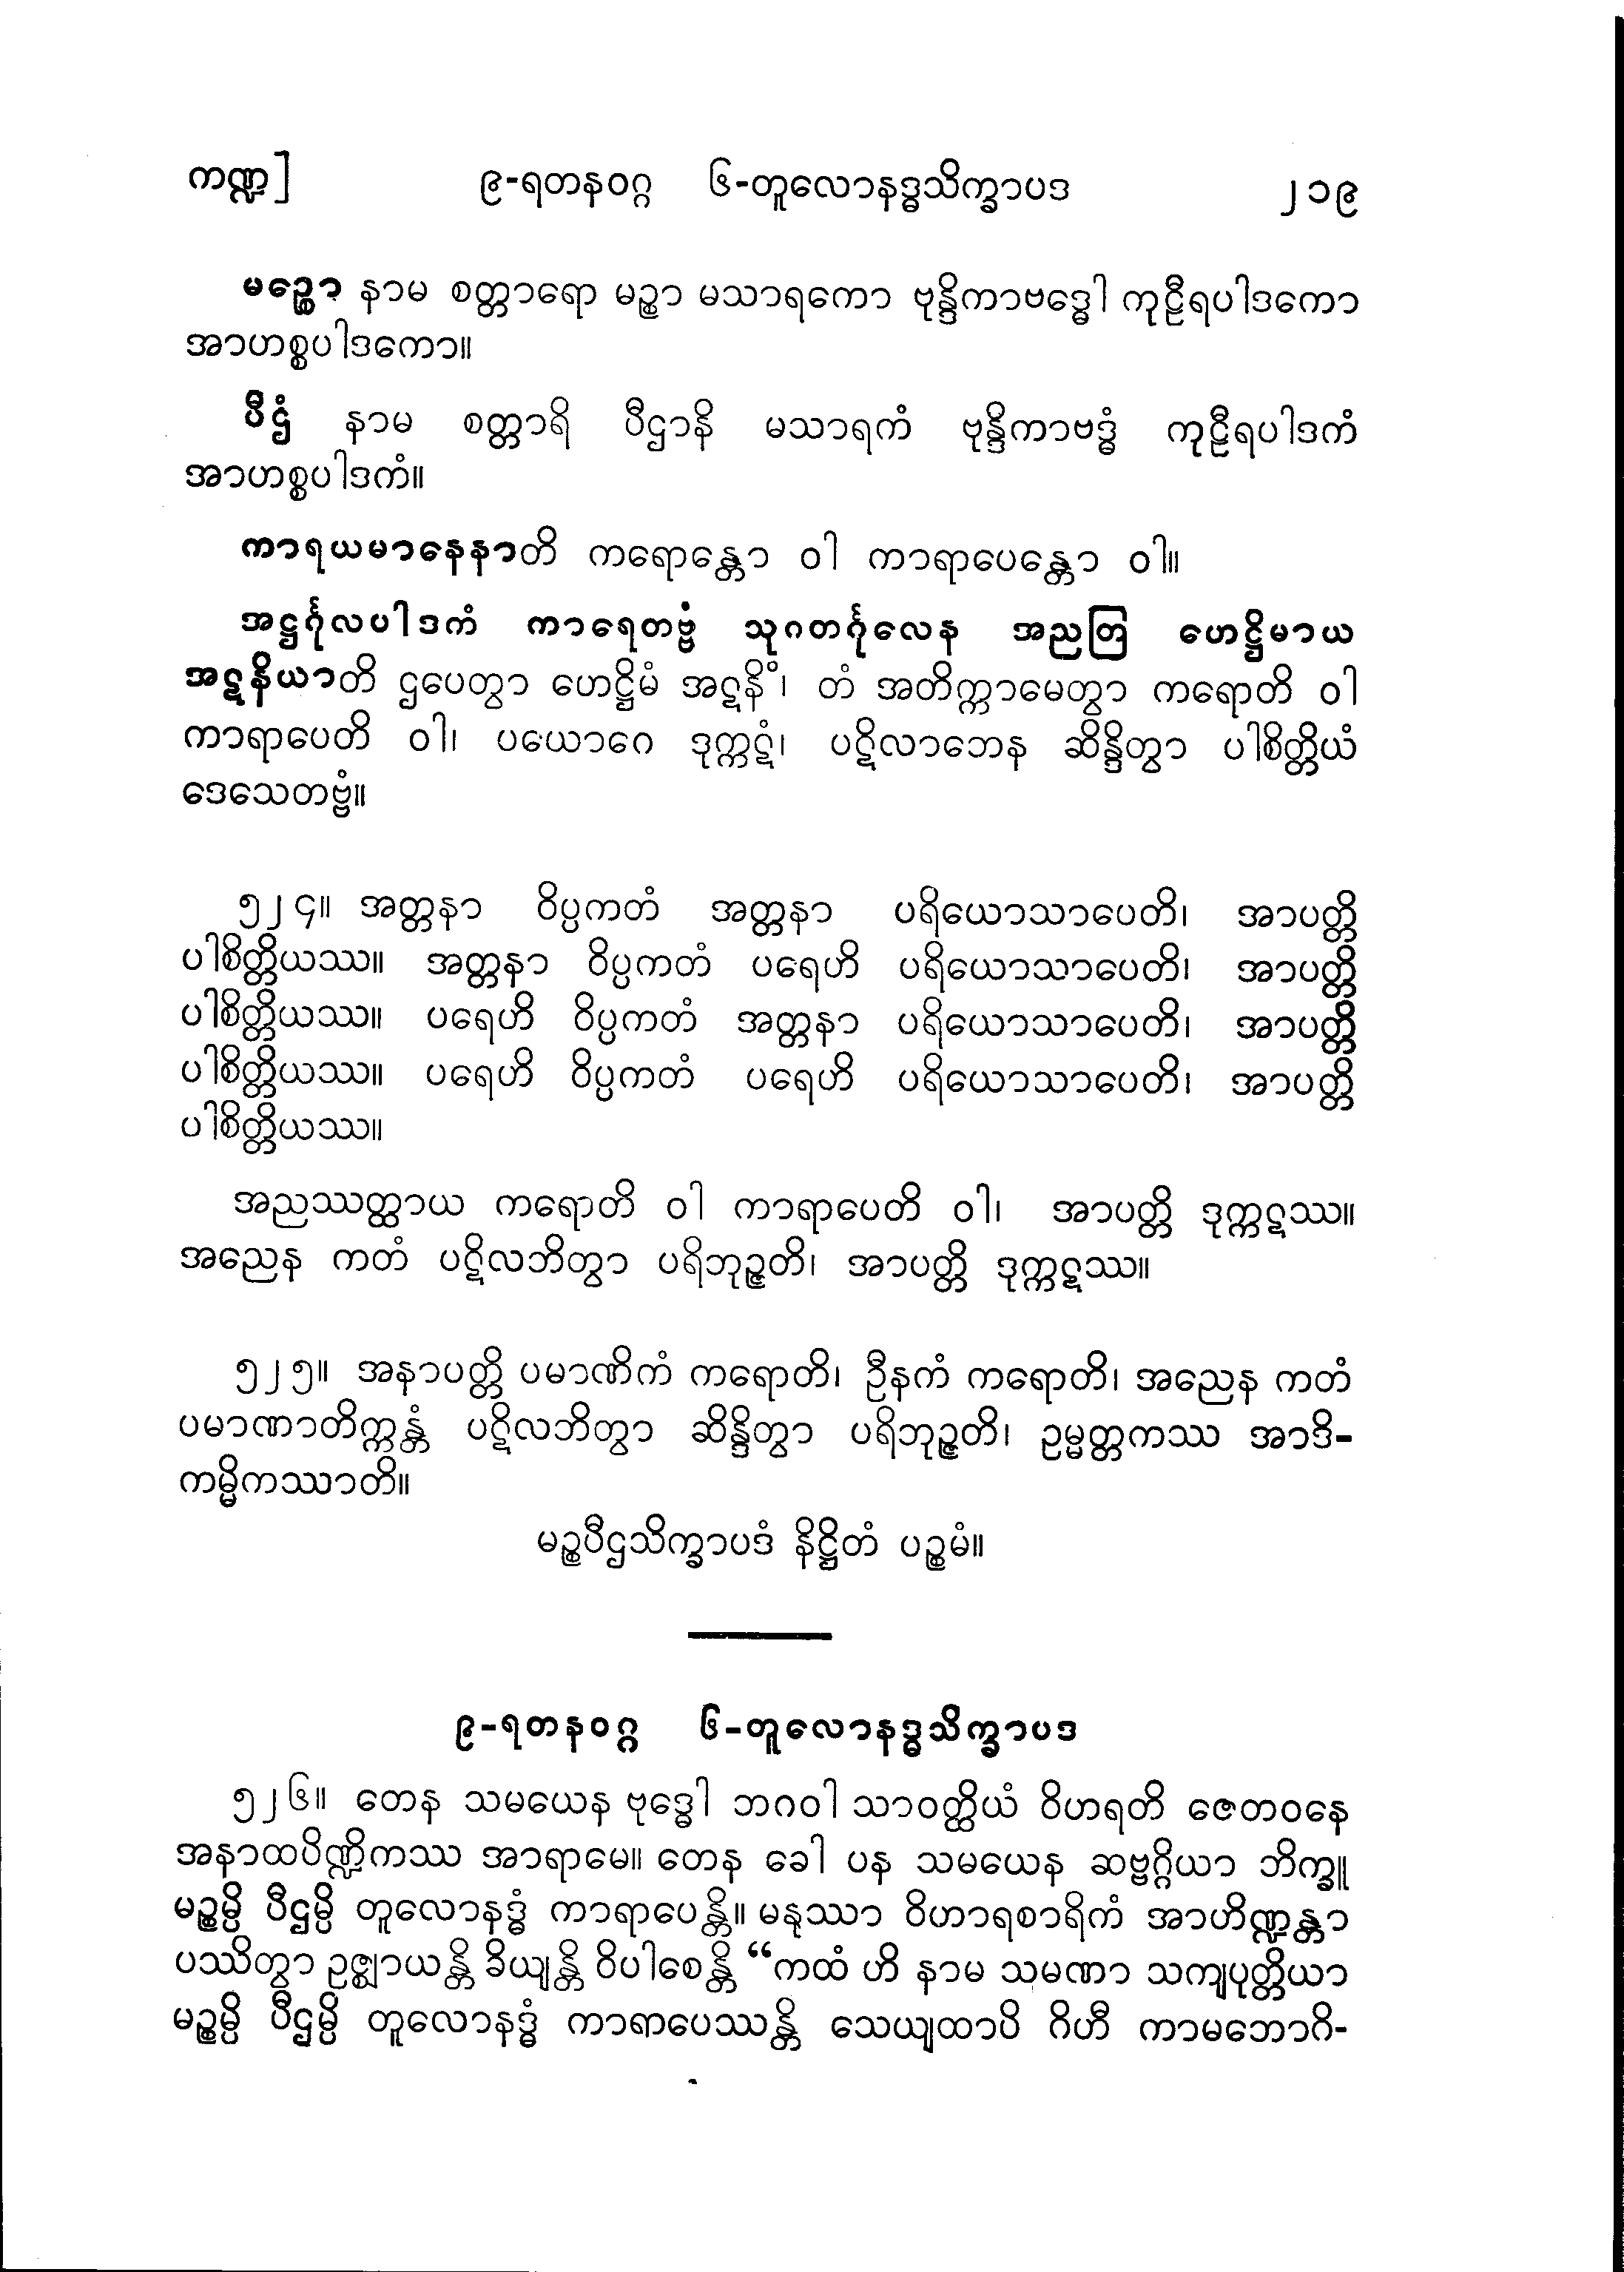 ကဏ္ဍ] ၉-ရတနဝဂ္ဂ ၆-တူလောနဒ္ဓသိက္ခာပဒ ၂၁၉
မဉ္စော နာမ စတ္တာရော မဉ္စာ မသာရကော ဗုန္ဒိကာဗဒ္ဓေါ ကုဠီရပါဒကော
အာဟစ္စပါဒကော။
ပီဌံ နာမ စတ္တာရိ ပီဌာနိ မသာရကံ ဗုန္ဒိကာဗဒ္ဓံ ကုဠီရပါဒကံ
အာဟစ္စပါဒကံ။
ကာရယမာနေနာတိ ကရောန္တော ဝါ ကာရာပေန္တော ဝါ။
အဋ္ဌင်္ဂုလပါဒကံ ကာရေတဗ္ဗံ သုဂတင်္ဂုလေန အညတြ ဟေဋ္ဌိမာယ
အဋနိယာတိ ဌပေတွာ ဟေဋ္ဌိမံ အဋနိံ၊ တံ အတိက္ကာမေတွာ ကရောတိ ဝါ
ကာရာပေတိ ဝါ၊ ပယောဂေ ဒုက္ကဋံ၊ ပဋိလာဘေန ဆိန္ဒိတွာ ပါစိတ္တိယံ
ဒေသေတဗ္ဗံ။
၅၂၄။ အတ္တနာ ဝိပ္ပကတံ အတ္တနာ ပရိယောသာပေတိ၊ အာပတ္တိ
ပါစိတ္တိယဿ။ အတ္တနာ ဝိပ္ပကတံ ပရေဟိ ပရိယောသာပေတိ၊ အာပတ္တိ
ပါစိတ္တိယဿ။ ပရေဟိ ဝိပ္ပကတံ အတ္တနာ ပရိယောသာပေတိ၊ အာပတ္တိ
ပါစိတ္တိယဿ။ ပရေဟိ ဝိပ္ပကတံ ပရေဟိ ပရိယောသာပေတိ၊ အာပတ္တိ
ပါစိတ္တိယဿ။
အညဿတ္ထာယ ကရောတိ ဝါ ကာရာပေတိ ဝါ၊ အာပတ္တိ ဒုက္ကဋဿ။
အညေန ကတံ ပဋိလဘိတွာ ပရိဘုဉ္ဇတိ၊ အာပတ္တိ ဒုက္ကဋဿ။
၅၂၅။ အနာပတ္တိ ပမာဏိကံ ကရောတိ၊ ဦနကံ ကရောတိ၊ အညေန ကတံ
ပမာဏာတိက္ကန္တံ ပဋိလဘိတွာ ဆိန္ဒိတွာ ပရိဘုဉ္ဇတိ၊ ဥမ္မတ္တကဿ အာဒိ-
ကမ္မိကဿာတိ။
မဉ္စပီဌသိက္ခာပဒံ နိဋ္ဌိတံ ပဉ္စမံ။
၉-ရတနဝဂ္ဂ ၆-တူလောနဒ္ဓသိက္ခာပဒ
၅၂၆။ တေန သမယေန ဗုဒ္ဓေါ ဘဂဝါ သာဝတ္ထိယံ ဝိဟရတိ ဇေတဝနေ
အနာထပိဏ္ဍိကဿ အာရာမေ။ တေန ခေါ ပန သမယေန ဆဗ္ဗဂ္ဂိယာ ဘိက္ခူ
မဉ္စမ္ပိ ပီဌမ္ပိ တူလောနဒ္ဓံ ကာရာပေန္တိ။ မနုဿာ ဝိဟာရစာရိကံ အာဟိဏ္ဍန္တာ
ပဿိတွာ ဥဇ္ဈာယန္တိ ခိယျန္တိ ဝိပါစေန္တိ “ကထံ ဟိ နာမ သမဏာ သကျပုတ္တိယာ
မဉ္စမ္ပိ ပီဌမ္ပိ တူလောနဒ္ဓံ ကာရာပေဿန္တိ သေယျထာပိ ဂိဟီ ကာမဘောဂိ-